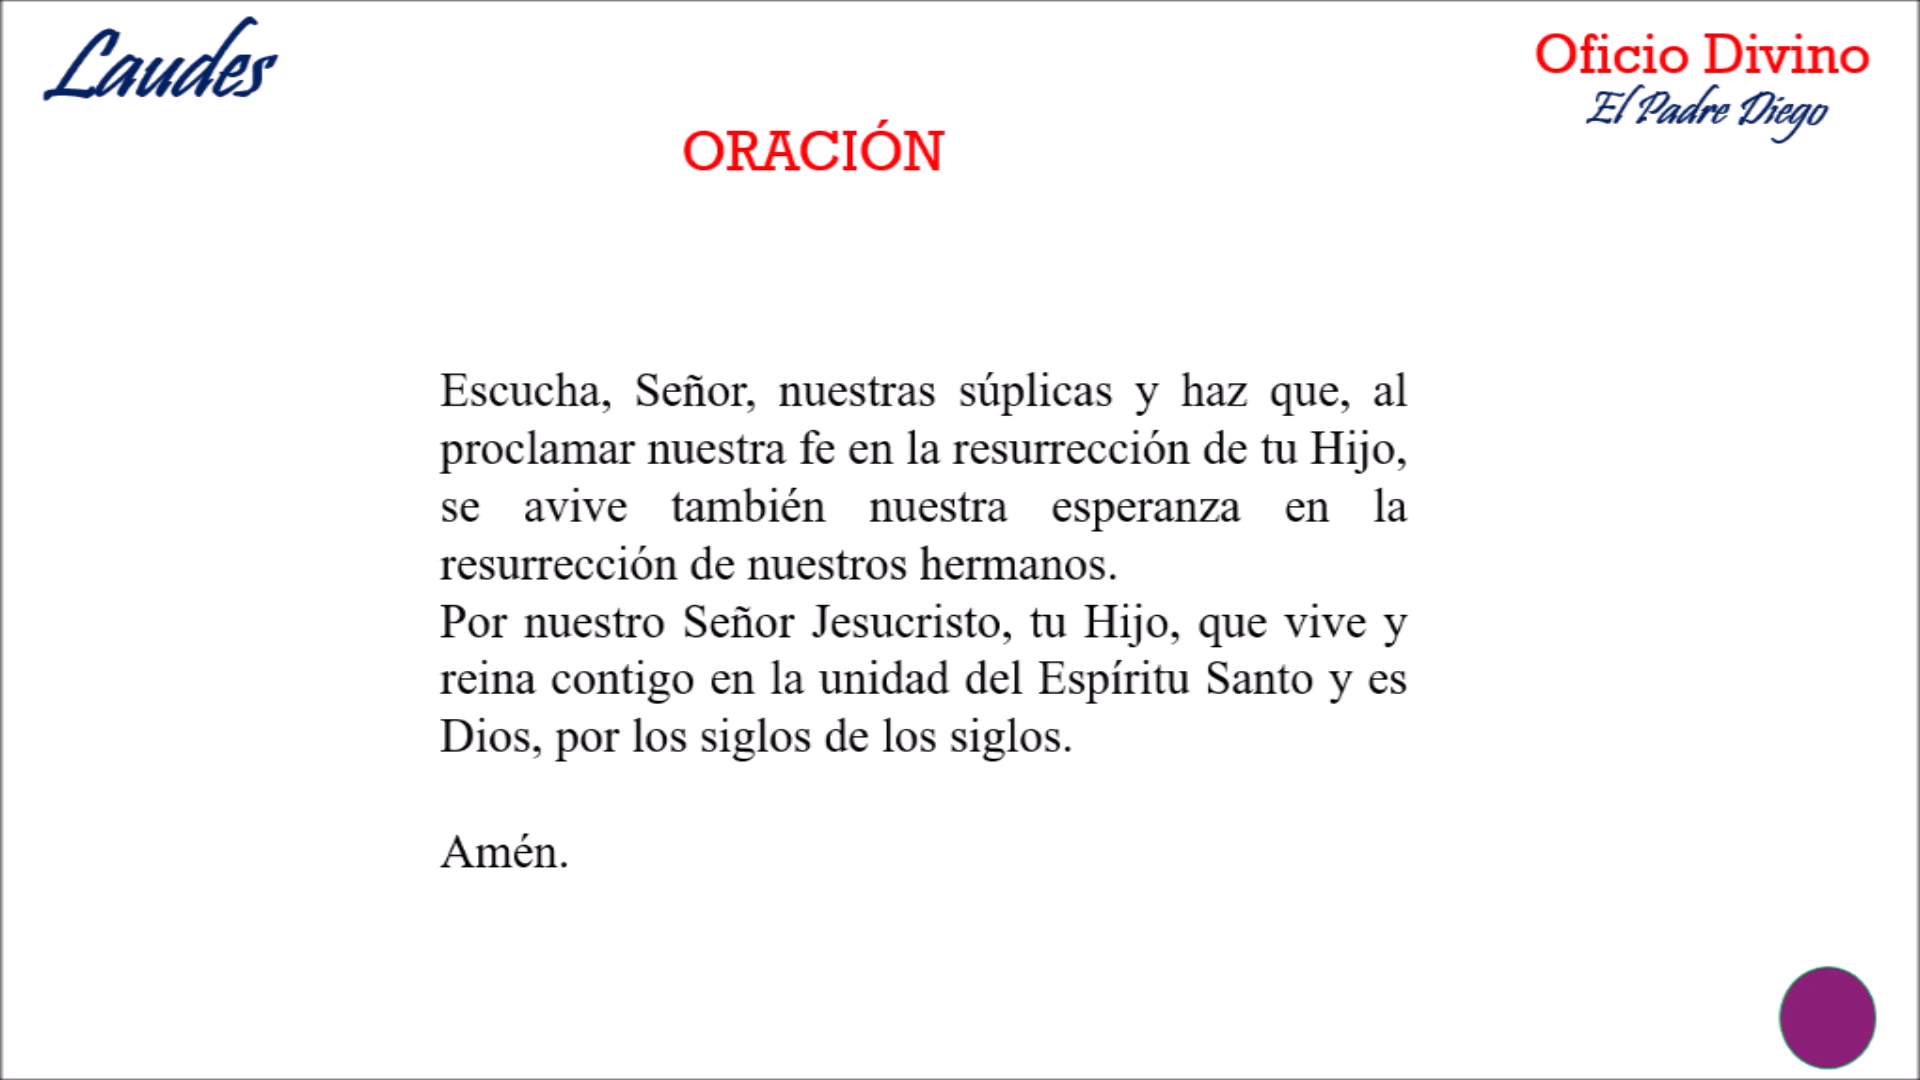 Laudes
Oficio Divino
El Padre Diego
ORACIÓN
Escucha, Señor, nuestras súplicas y haz que, al
proclamar nuestra fe en la resurrección de tu Hijo,
se avive también nuestra esperanza en la
resurrección de nuestros hermanos.
Por nuestro Señor Jesucristo, tu Hijo, que vive y
reina contigo en la unidad del Espíritu Santo y es
Dios, por los siglos de los siglos.
Amén.